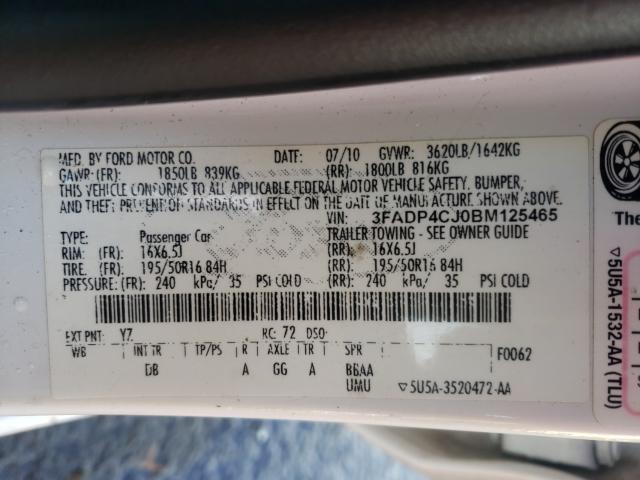 MFD. BY FORD MOTOR CO. DATE: 07/10 GVWR: 3620LB/1642KG
GAWR: (FR): 1850LB 839KG (RR): 1800LB 816KG
THIS VEHICLE CONFORMS TO ALL APPLICABLE FEDERAL MOTOR VEHICLE SAFETY, BUMPER,
AND THEFT PREVENTION STANDARDS IN EFFECT ON THE DATE OF MANUFACTURE SHOWN ABOVE.
VIN: 3FADP4CJ0BM125465
TYPE: Passenger Car TRAILER TOWING - SEE OWNER GUIDE
RIM: (FR): 16X6.5J (RR): 16X6.5J
TIRE: (FR): 195/50R16 84H (RR): 195/50R16 84H
PRESSURE: (FR): 240 kPa/ 35 PSI COLD (RR): 240 kPa/ 35 PSI COLD
EXT PNT: Y7 RC: 72 DSO:
WB INT TR TP/PS R AXLE TR SPR F0062
DB A GG A BBAA
UMU ▽5U5A-3520472-AA
The
▽5U5A-1532-AA (TLU)